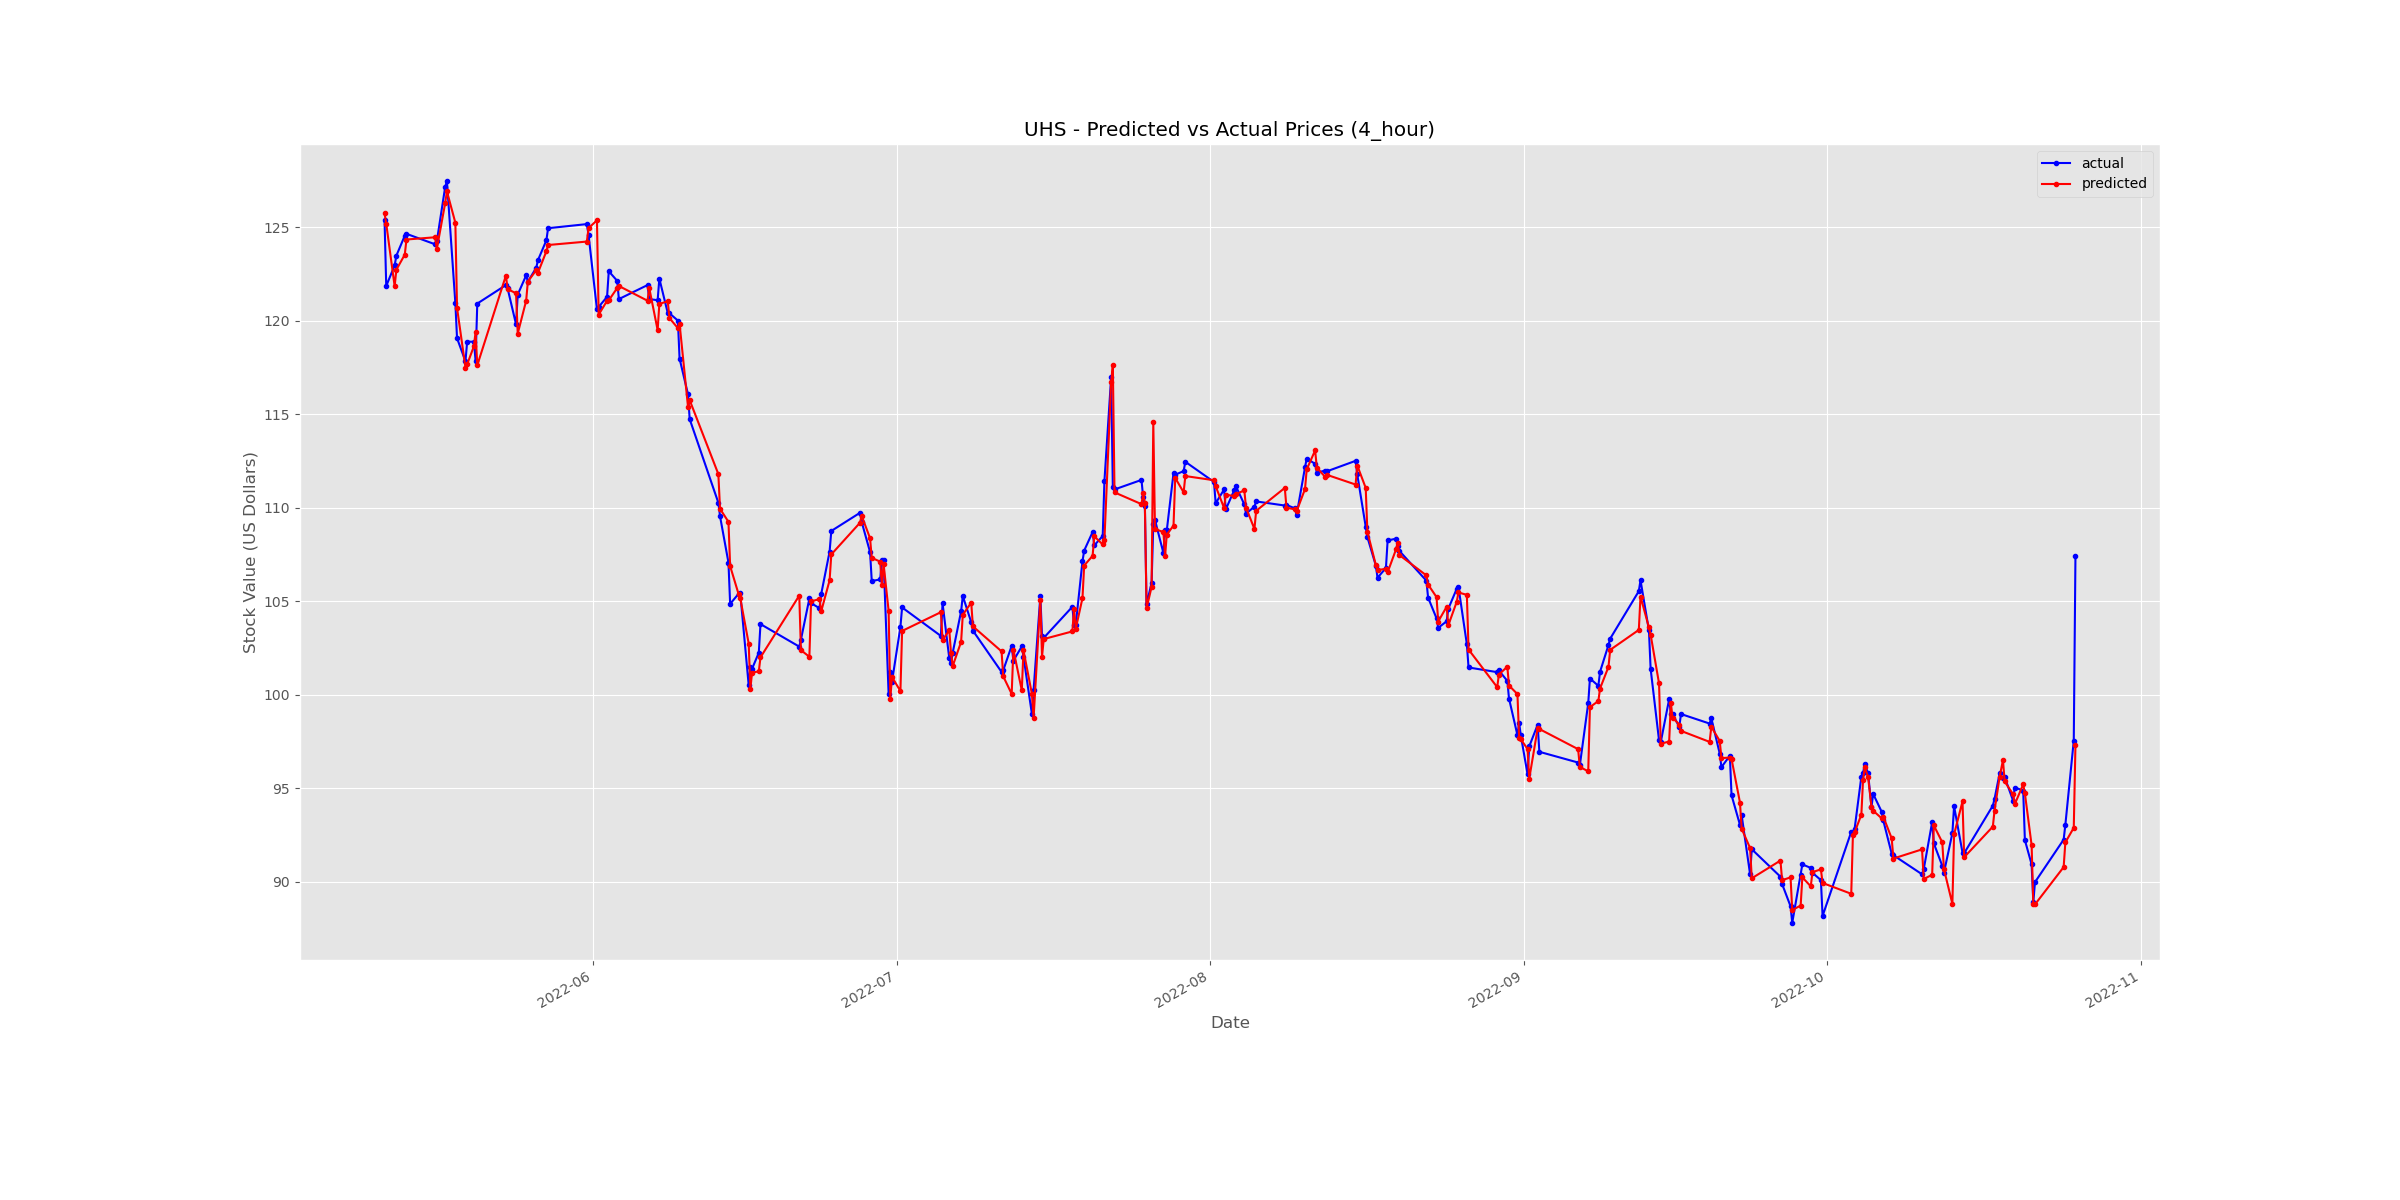 UHS - Predicted vs Actual Prices (4_hour)
actual
predicted
125
120
115
110
105
100
95
90
Stock Value (US Dollars)
2022-06
2022-07
2022-08
2022-09
2022-10
2022-11
Date